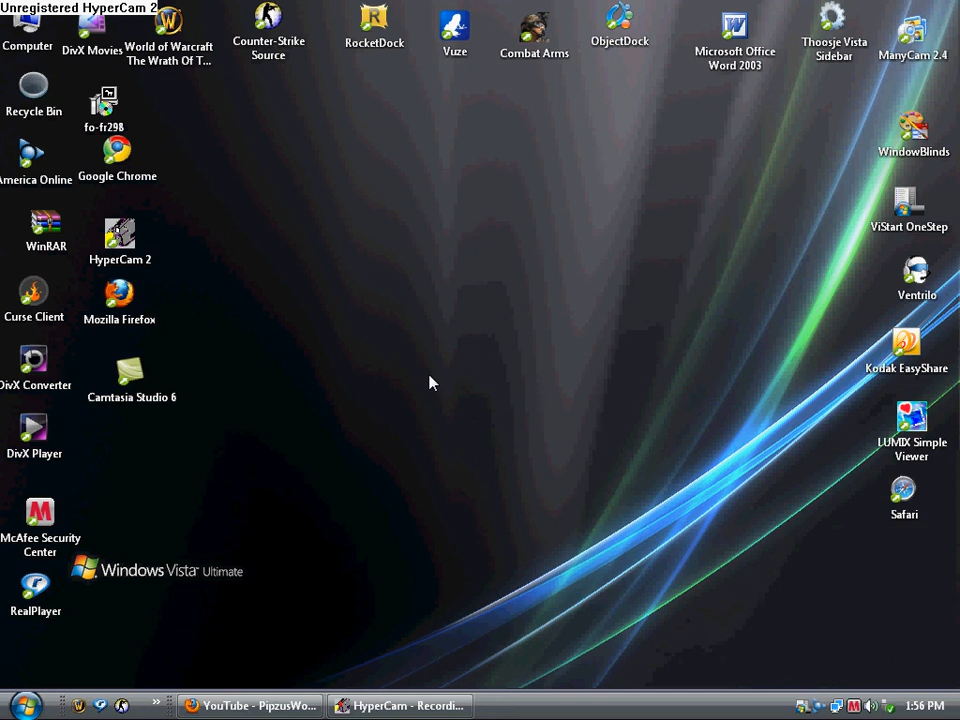 Unregistered HyperCam 2
Computer
DivX Movies
World of Warcraft
The Wrath Of T...
Counter-Strike
Source
RocketDock
Vuze
Combat Arms
ObjectDock
Microsoft Office
Word 2003
Thoosje Vista
Sidebar
ManyCam 2.4
Recycle Bin
fo-fr298
WindowBlinds
America Online
Google Chrome
ViStart OneStep
WinRAR
HyperCam 2
Ventrilo
Curse Client
Mozilla Firefox
Kodak EasyShare
DivX Converter
Camtasia Studio 6
LUMIX Simple
Viewer
DivX Player
Safari
McAfee Security
Center
Windows Vista™ Ultimate
RealPlayer
YouTube - PipzusWo...
HyperCam - Recordi...
1:56 PM